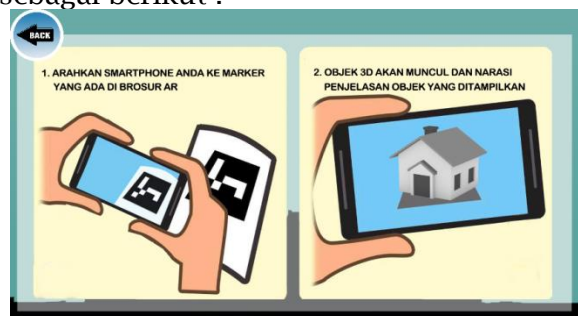 sebagai berikut :
BACK
1. ARAHKAN SMARTPHONE ANDA KE MARKER
YANG ADA DI BROSUR AR
2. OBJEK 3D AKAN MUNCUL DAN NARASI
PENJELASAN OBJEK YANG DITAMPILKAN